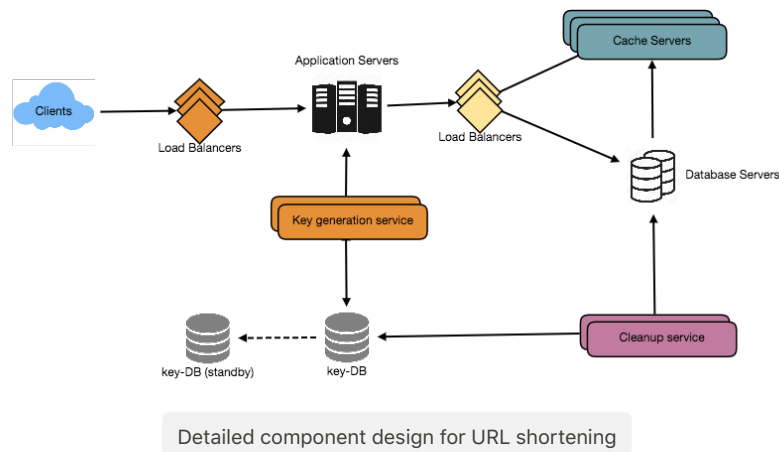 Cache Servers
Application Servers
Clients
Load Balancers
Load Balancers
Database Servers
Key generation service
Cleanup service
key-DB (standby)
key-DB
Detailed component design for URL shortening